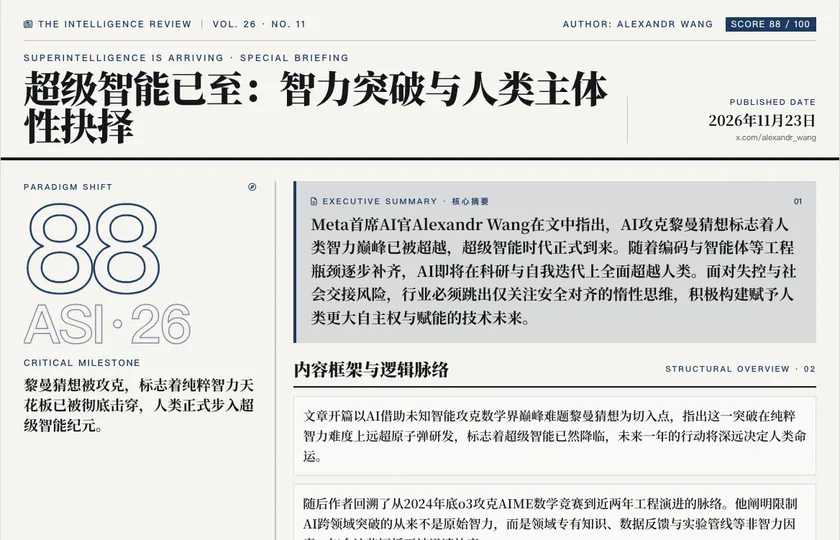 THE INTELLIGENCE REVIEW | VOL. 26 · NO. 11
AUTHOR: ALEXANDR WANG
SCORE 88 / 100
SUPERINTELLIGENCE IS ARRIVING · SPECIAL BRIEFING
超级智能已至：智力突破与人类主体
性抉择
PUBLISHED DATE
2026年11月23日
x.com/alexandr_wang
PARADIGM SHIFT
88
ASI·26
CRITICAL MILESTONE
黎曼猜想被攻克，标志着纯粹智力天
花板已被彻底击穿，人类正式步入超
级智能纪元。
EXECUTIVE SUMMARY · 核心摘要
01
Meta首席AI官Alexandr Wang在文中指出，AI攻克黎曼猜想标志着人
类智力巅峰已被超越，超级智能时代正式到来。随着编码与智能体等工程
瓶颈逐步补齐，AI即将在科研与自我迭代上全面超越人类。面对失控与社
会交接风险，行业必须跳出仅关注安全对齐的惰性思维，积极构建赋予人
类更大自主权与赋能的技术未来。
内容框架与逻辑脉络
STRUCTURAL OVERVIEW · 02
文章开篇以AI借助未知智能攻克数学界巅峰难题黎曼猜想为切入点，指出这一突破在纯粹
智力难度上远超原子弹研发，标志着超级智能已然降临，未来一年的行动将深远决定人类命
运。
随后作者回溯了从2024年底o3攻克AIME数学竞赛到近两年工程演进的脉络。他阐明限制
AI跨领域突破的从来不是原始智力，而是领域专有知识、数据反馈与实验管线等非智力因